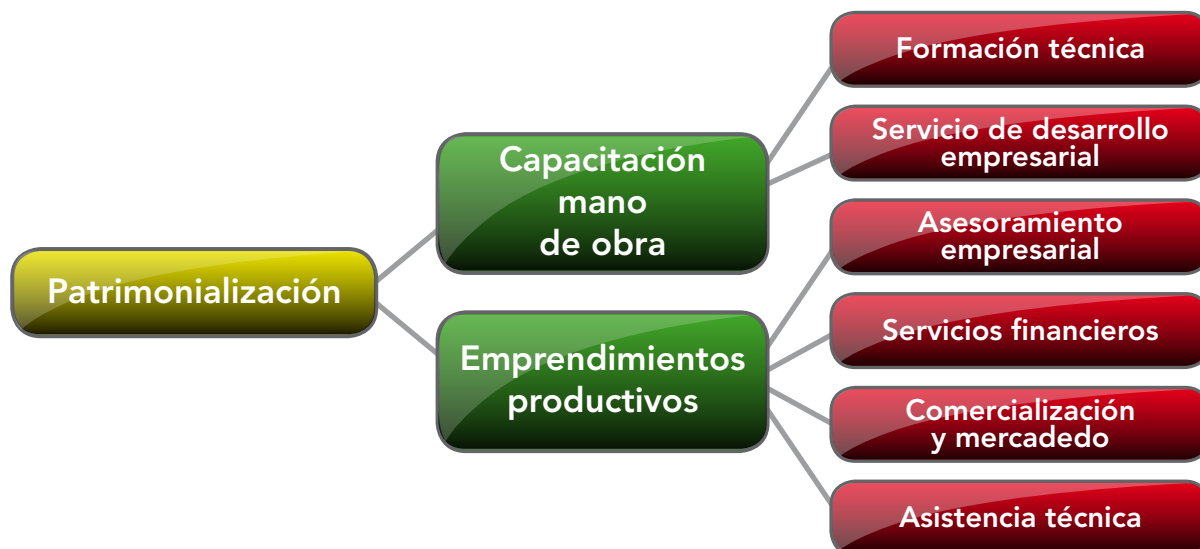 Patrimonialización
Capacitación
mano
de obra
Emprendimientos
productivos
Formación técnica
Servicio de desarrollo
empresarial
Asesoramiento
empresarial
Servicios financieros
Comercialización
y mercadedo
Asistencia técnica